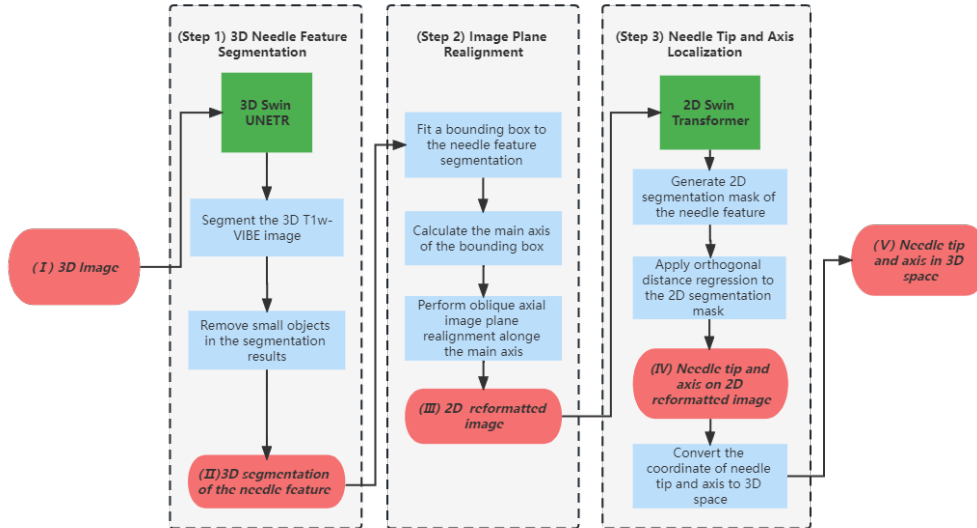 (Step 1) 3D Needle Feature
Segmentation
3D Swin
UNETR
Segment the 3D T1w-
VIBE image
(Ⅰ) 3D Image
Remove small objects
in the segmentation
results
(Ⅱ)3D segmentation
of the needle feature
(Step 2) Image Plane
Realignment
Fit a bounding box to
the needle feature
segmentation
Calculate the main axis
of the bounding box
Perform oblique axial
image plane
realignment alonge
the main axis
(Ⅲ) 2D reformatted
image
(Step 3) Needle Tip and Axis
Localization
2D Swin
Transformer
Generate 2D
segmentation mask of
the needle feature
Apply orthogonal
distance regression to
the 2D segmentation
mask
(Ⅳ) Needle tip and
axis on 2D
reformatted image
Convert the
coordinate of needle
tip and axis to 3D
space
(Ⅴ) Needle tip
and axis in 3D
space